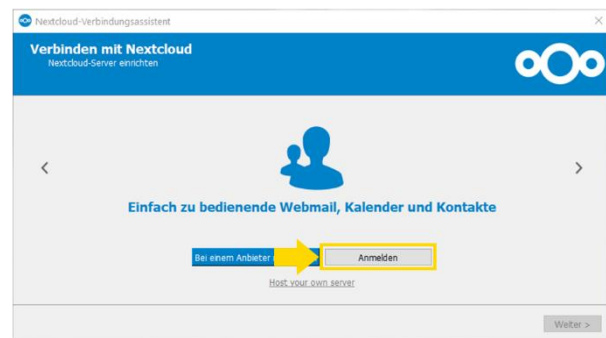 Nextcloud-Verbindungsassistent
Verbinden mit Nextcloud
Nextcloud-Server einrichten
Einfach zu bedienende Webmail, Kalender und Kontakte
Bei einem Anbieter
Anmelden
Host your own server
Weiter >